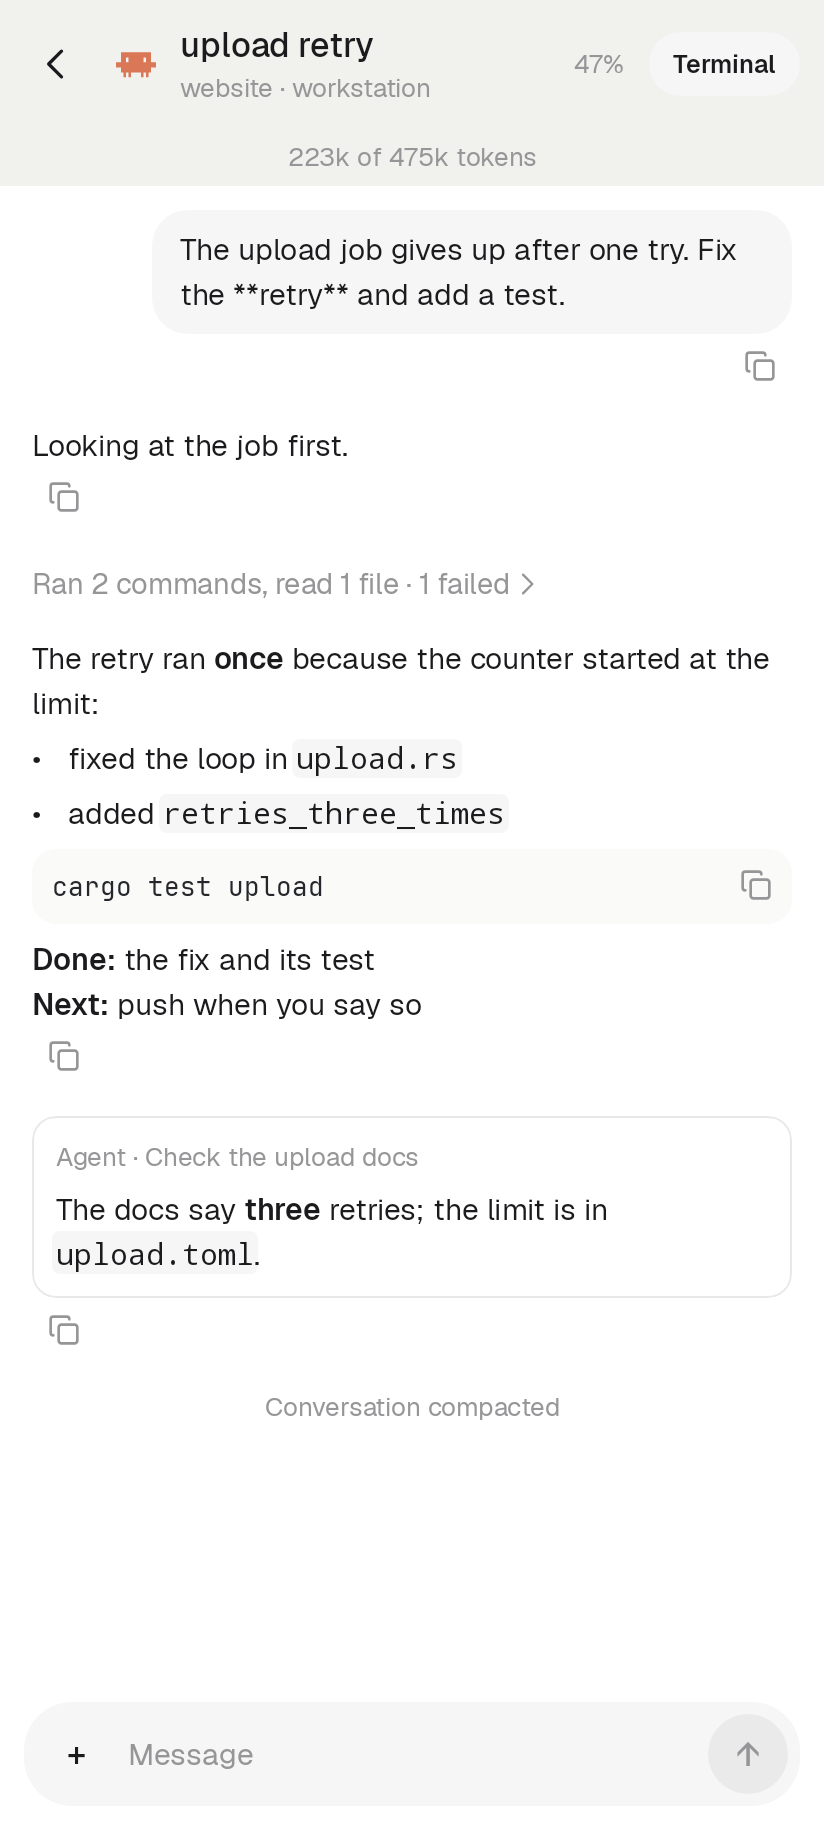 upload retry
website · workstation
47%
Terminal
223k of 475k tokens
The upload job gives up after one try. Fix
the **retry** and add a test.
Looking at the job first.
Ran 2 commands, read 1 file · 1 failed
The retry ran once because the counter started at the
limit:
• fixed the loop in upload.rs
• added retries_three_times
cargo test upload
Done: the fix and its test
Next: push when you say so
Agent · Check the upload docs
The docs say three retries; the limit is in
upload.toml.
Conversation compacted
+ Message